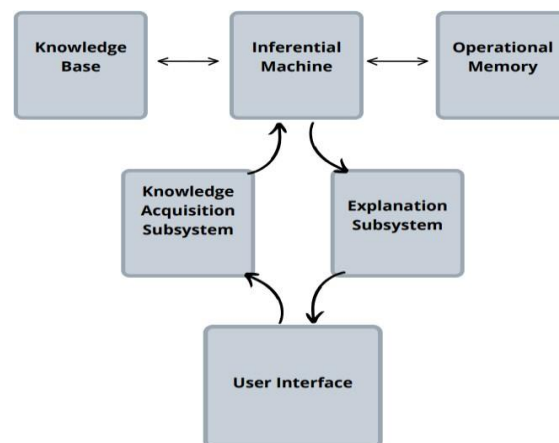 Knowledge
Base
Inferential
Machine
Operational
Memory
Knowledge
Acquisition
Subsystem
Explanation
Subsystem
User Interface